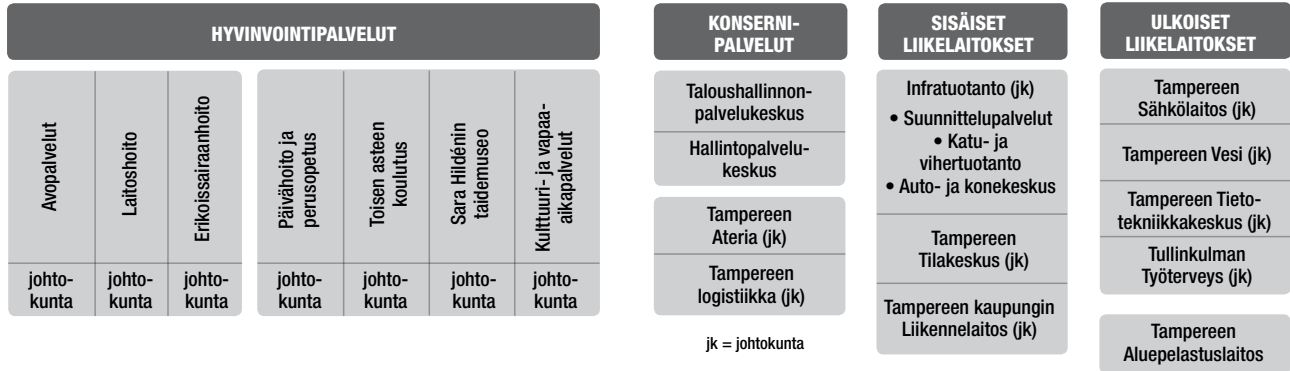 HYVINVOINTIPALVELUT
Avopalvelut
Laitoshoito
Erikoissairaanhoito
Päivähoito ja
perusopetus
Toisen asteen
koulutus
Sara Hildénin
taidemuseo
Kulttuuri- ja vapaa-
aikapalvelut
johto-
kunta
johto-
kunta
johto-
kunta
johto-
kunta
johto-
kunta
johto-
kunta
johto-
kunta
KONSERNI-
PALVELUT
Taloushallinnon-
palvelukeskus
Hallintopalvelu-
keskus
Tampereen
Ateria (jk)
Tampereen
logistiikka (jk)
jk = johtokunta
SISÄISET
LIIKELAITOKSET
Infratuotanto (jk)
• Suunnittelupalvelut
• Katu- ja
vihertuotanto
• Auto- ja konekeskus
Tampereen
Tilakeskus (jk)
Tampereen kaupungin
Liikennelaitos (jk)
ULKOISET
LIIKELAITOKSET
Tampereen
Sähkölaitos (jk)
Tampereen Vesi (jk)
Tampereen Tieto-
tekniikkakeskus (jk)
Tullinkulman
Työterveys (jk)
Tampereen
Aluepelastuslaitos